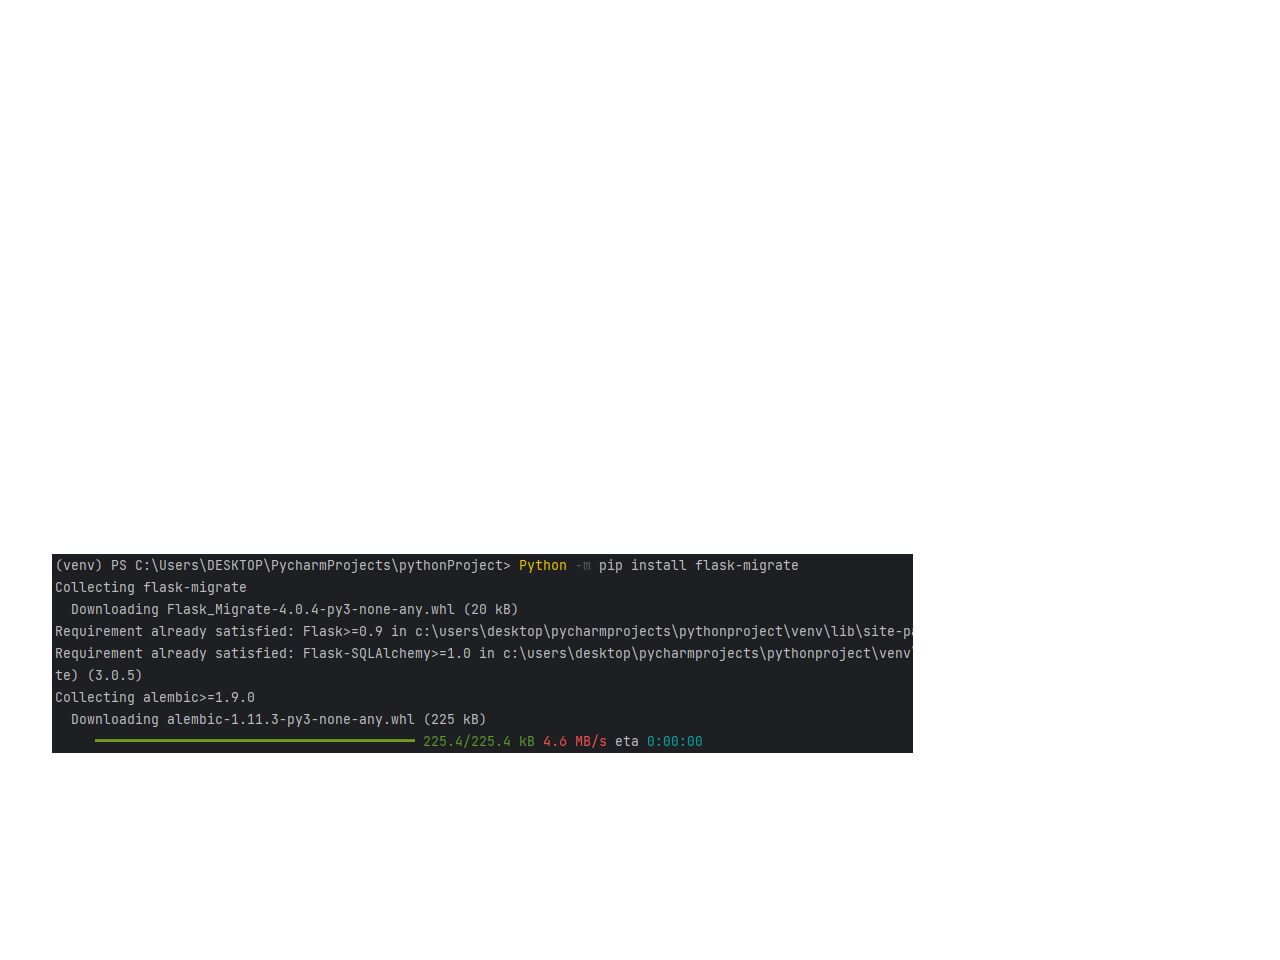 (venv) PS C:\Users\DESKTOP\PycharmProjects\pythonProject> Python -m pip install flask-migrate
Collecting flask-migrate
Downloading Flask_Migrate-4.0.4-py3-none-any.whl (20 kB)
Requirement already satisfied: Flask>=0.9 in c:\users\desktop\pycharmprojects\pythonproject\venv\lib\site-pa
Requirement already satisfied: Flask-SQLAlchemy>=1.0 in c:\users\desktop\pycharmprojects\pythonproject\venv\
te) (3.0.5)
Collecting alembic>=1.9.0
Downloading alembic-1.11.3-py3-none-any.whl (225 kB)
225.4/225.4 kB 4.6 MB/s eta 0:00:00